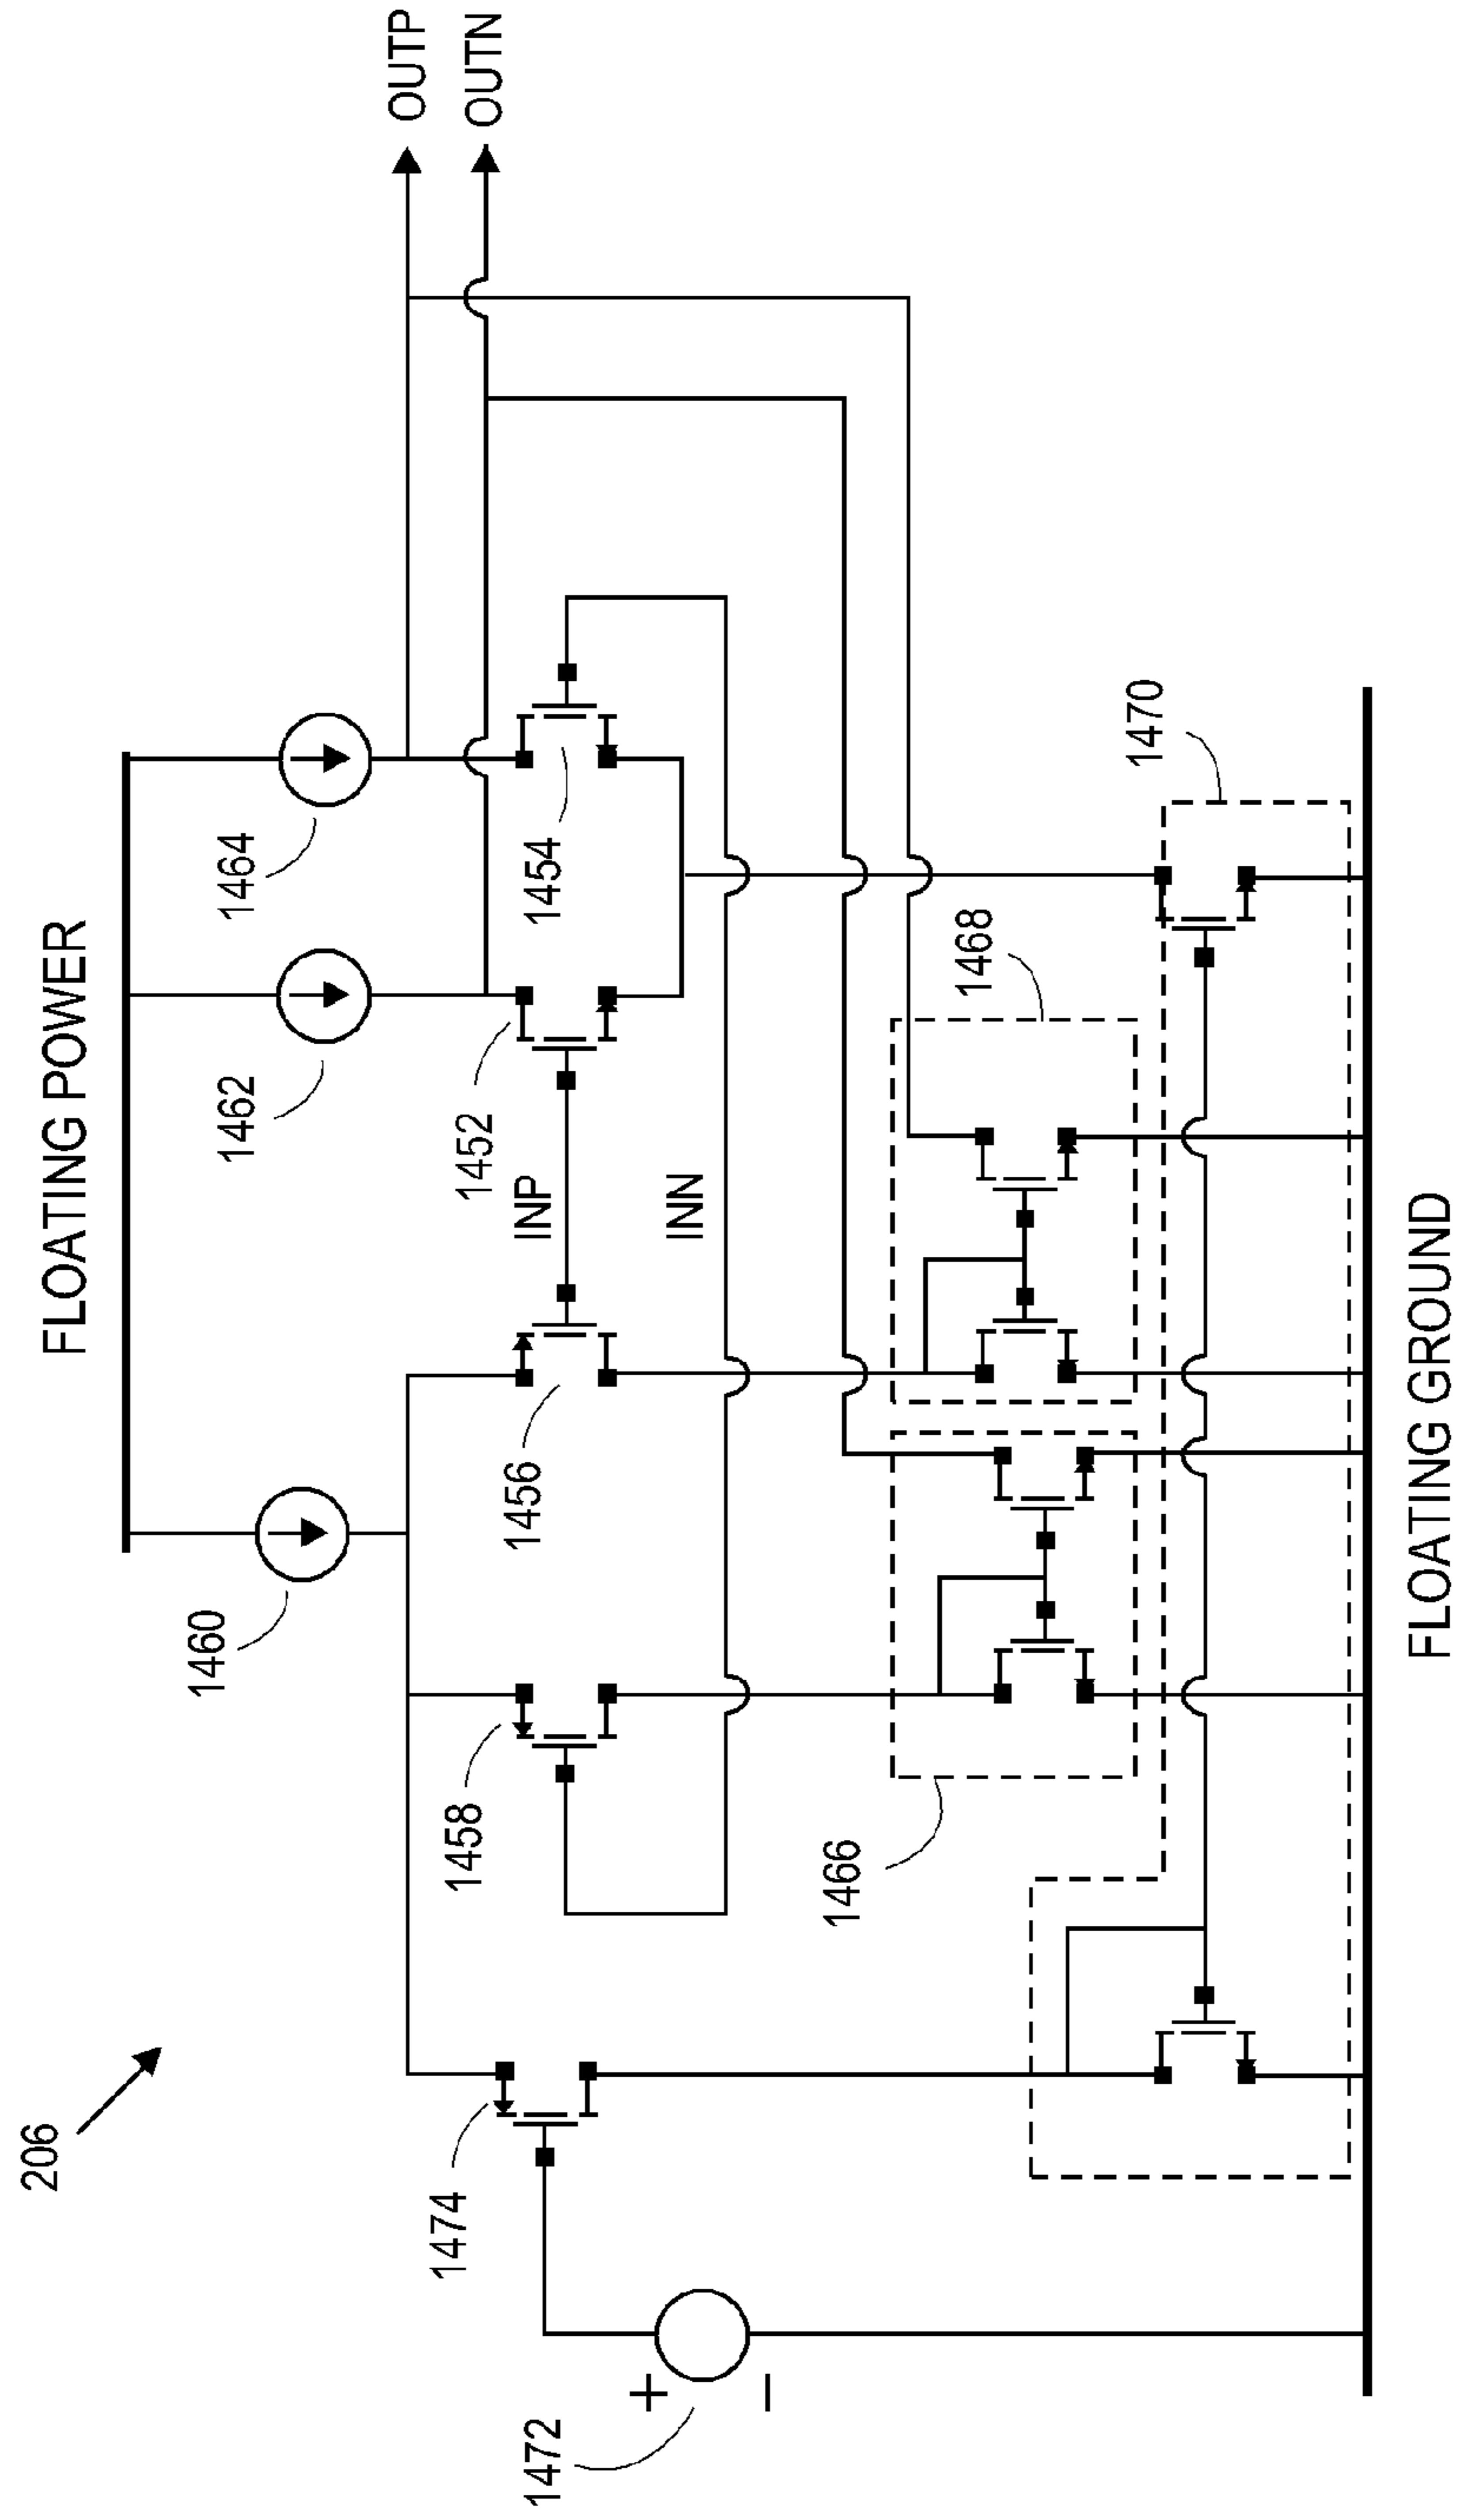 206
FLOATING POWER
1460
1462
1464
OUTP
OUTN
1474
1458
1456
1452
1454
INP
INN
1472
+
−
1466
1468
1470
FLOATING GROUND